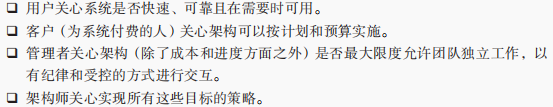 ❑ 用户关心系统是否快速、可靠且在需要时可用。
❑ 客户(为系统付费的人)关心架构可以按计划和预算实施。
❑ 管理者关心架构(除了成本和进度方面之外)是否最大限度允许团队独立工作，以
有纪律和受控的方式进行交互。
❑ 架构师关心实现所有这些目标的策略。